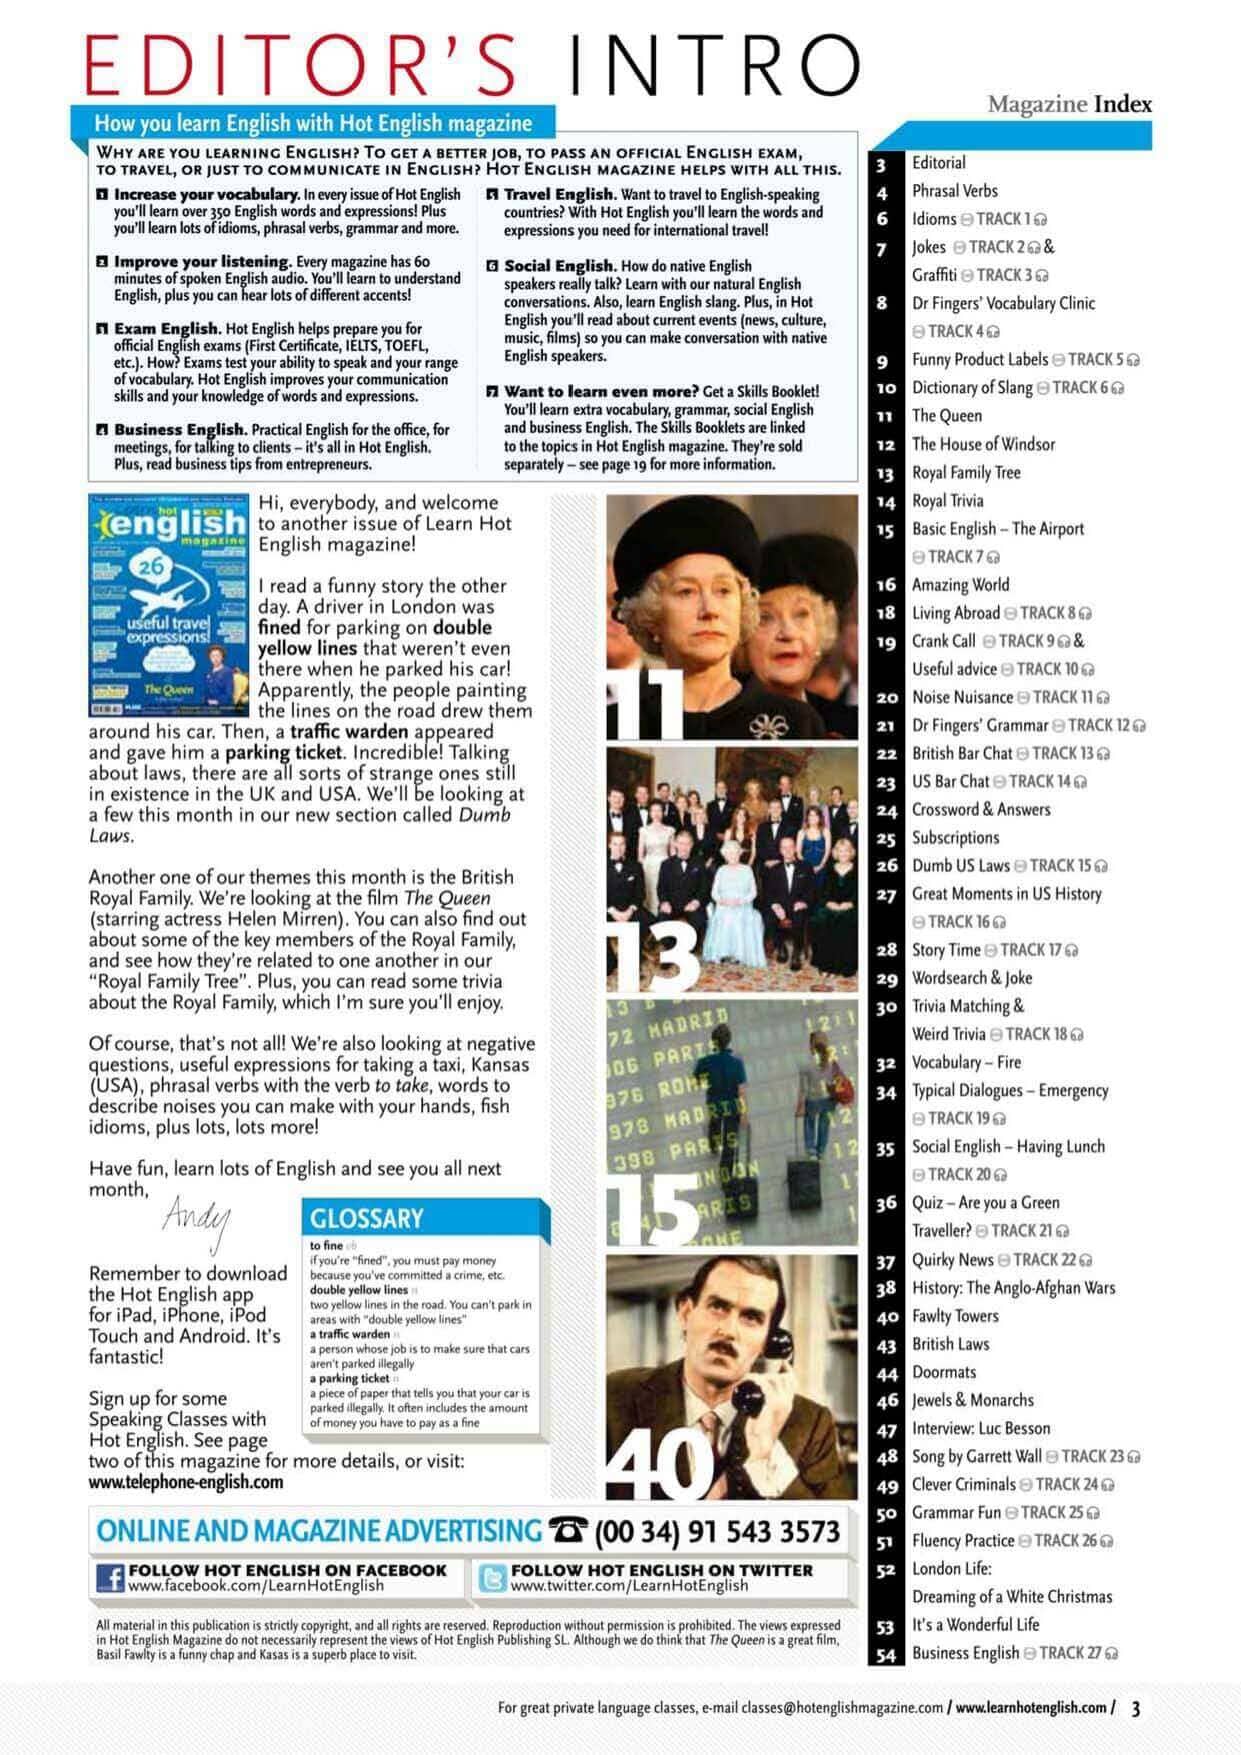 EDITOR'S INTRO
How you learn English with Hot English magazine
WHY ARE YOU LEARNING ENGLISH? TO GET A BETTER JOB, TO PASS AN OFFICIAL ENGLISH EXAM,
TO TRAVEL, OR JUST TO COMMUNICATE IN ENGLISH? HOT ENGLISH MAGAZINE HELPS WITH ALL THIS.
1 Increase your vocabulary. In every issue of Hot English
you'll learn over 350 English words and expressions! Plus
you'll learn lots of idioms, phrasal verbs, grammar and more.
2 Improve your listening. Every magazine has 60
minutes of spoken English audio. You'll learn to understand
English, plus you can hear lots of different accents!
3 Exam English. Hot English helps prepare you for
official English exams (First Certificate, IELTS, TOEFL,
etc.). How? Exams test your ability to speak and your range
of vocabulary. Hot English improves your communication
skills and your knowledge of words and expressions.
4 Business English. Practical English for the office, for
meetings, for talking to clients – it's all in Hot English.
Plus, read business tips from entrepreneurs.
5 Travel English. Want to travel to English-speaking
countries? With Hot English you'll learn the words and
expressions you need for international travel!
6 Social English. How do native English
speakers really talk? Learn with our natural English
conversations. Also, learn English slang. Plus, in Hot
English you'll read about current events (news, culture,
music, films) so you can make conversation with native
English speakers.
7 Want to learn even more? Get a Skills Booklet!
You'll learn extra vocabulary, grammar, social English
and business English. The Skills Booklets are linked
to the topics in Hot English magazine. They're sold
separately – see page 19 for more information.
hot
english
magazine
26
useful travel
expressions!
The Queen
Hi, everybody, and welcome
to another issue of Learn Hot
English magazine!
I read a funny story the other
day. A driver in London was
fined for parking on double
yellow lines that weren't even
there when he parked his car!
Apparently, the people painting
the lines on the road drew them
around his car. Then, a traffic warden appeared
and gave him a parking ticket. Incredible! Talking
about laws, there are all sorts of strange ones still
in existence in the UK and USA. We'll be looking at
a few this month in our new section called Dumb
Laws.
Another one of our themes this month is the British
Royal Family. We're looking at the film The Queen
(starring actress Helen Mirren). You can also find out
about some of the key members of the Royal Family,
and see how they're related to one another in our
"Royal Family Tree". Plus, you can read some trivia
about the Royal Family, which I'm sure you'll enjoy.
Of course, that's not all! We're also looking at negative
questions, useful expressions for taking a taxi, Kansas
(USA), phrasal verbs with the verb to take, words to
describe noises you can make with your hands, fish
idioms, plus lots, lots more!
Have fun, learn lots of English and see you all next
month,
Andy
Remember to download
the Hot English app
for iPad, iPhone, iPod
Touch and Android. It's
fantastic!
Sign up for some
Speaking Classes with
Hot English. See page
two of this magazine for more details, or visit:
www.telephone-english.com
GLOSSARY
to fine vb
if you're "fined", you must pay money
because you've committed a crime, etc.
double yellow lines n
two yellow lines in the road. You can't park in
areas with "double yellow lines"
a traffic warden n
a person whose job is to make sure that cars
aren't parked illegally
a parking ticket n
a piece of paper that tells you that your car is
parked illegally. It often includes the amount
of money you have to pay as a fine
11
13
72 MADRID
PARIS
976 ROME
978 MADRID
398 PARIS
LONDON
PARIS
ROME
15
40
ONLINE AND MAGAZINE ADVERTISING ☎ (00 34) 91 543 3573
FOLLOW HOT ENGLISH ON FACEBOOK
www.facebook.com/LearnHotEnglish
FOLLOW HOT ENGLISH ON TWITTER
www.twitter.com/LearnHotEnglish
All material in this publication is strictly copyright, and all rights are reserved. Reproduction without permission is prohibited. The views expressed
in Hot English Magazine do not necessarily represent the views of Hot English Publishing SL. Although we do think that The Queen is a great film,
Basil Fawlty is a funny chap and Kasas is a superb place to visit.
Magazine Index
3 Editorial
4 Phrasal Verbs
6 Idioms TRACK 1
7 Jokes TRACK 2 &
Graffiti TRACK 3
8 Dr Fingers' Vocabulary Clinic
TRACK 4
9 Funny Product Labels TRACK 5
10 Dictionary of Slang TRACK 6
11 The Queen
12 The House of Windsor
13 Royal Family Tree
14 Royal Trivia
15 Basic English – The Airport
TRACK 7
16 Amazing World
18 Living Abroad TRACK 8
19 Crank Call TRACK 9 &
Useful advice TRACK 10
20 Noise Nuisance TRACK 11
21 Dr Fingers' Grammar TRACK 12
22 British Bar Chat TRACK 13
23 US Bar Chat TRACK 14
24 Crossword & Answers
25 Subscriptions
26 Dumb US Laws TRACK 15
27 Great Moments in US History
TRACK 16
28 Story Time TRACK 17
29 Wordsearch & Joke
30 Trivia Matching &
Weird Trivia TRACK 18
32 Vocabulary – Fire
34 Typical Dialogues – Emergency
TRACK 19
35 Social English – Having Lunch
TRACK 20
36 Quiz – Are you a Green
Traveller? TRACK 21
37 Quirky News TRACK 22
38 History: The Anglo-Afghan Wars
40 Fawlty Towers
43 British Laws
44 Doormats
46 Jewels & Monarchs
47 Interview: Luc Besson
48 Song by Garrett Wall TRACK 23
49 Clever Criminals TRACK 24
50 Grammar Fun TRACK 25
51 Fluency Practice TRACK 26
52 London Life:
Dreaming of a White Christmas
53 It's a Wonderful Life
54 Business English TRACK 27
For great private language classes, e-mail classes@hotenglishmagazine.com / www.learnhotenglish.com / 3